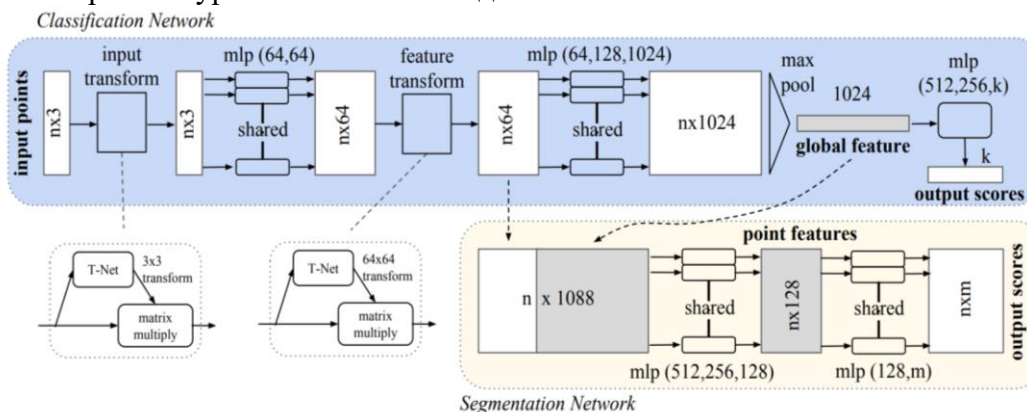 Classification Network
input points
nx3
input
transform
nx3
mlp (64,64)
shared
nx64
feature
transform
nx64
mlp (64,128,1024)
shared
nx1024
max
pool
1024
global feature
mlp
(512,256,k)
k
output scores
T-Net
3x3
transform
matrix
multiply
T-Net
64x64
transform
matrix
multiply
point features
n x 1088
shared
mlp (512,256,128)
nx128
shared
mlp (128,m)
nxm
output scores
Segmentation Network